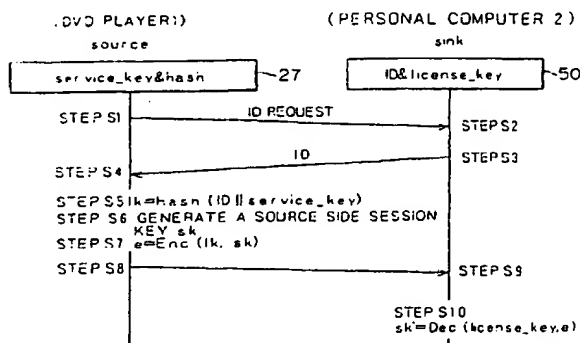 (DVD PLAYER1) (PERSONAL COMPUTER 2)
source sink
service_key&hash 27 ID&license_key 50
STEP S1 ID REQUEST STEP S2
STEP S4 ID STEP S3
STEP S5 lk=hash (ID || service_key)
STEP S6 GENERATE A SOURCE SIDE SESSION
KEY sk
STEP S7 e=Enc (lk, sk)
STEP S8 STEP S9
STEP S10
sk'=Dec (license_key,e)